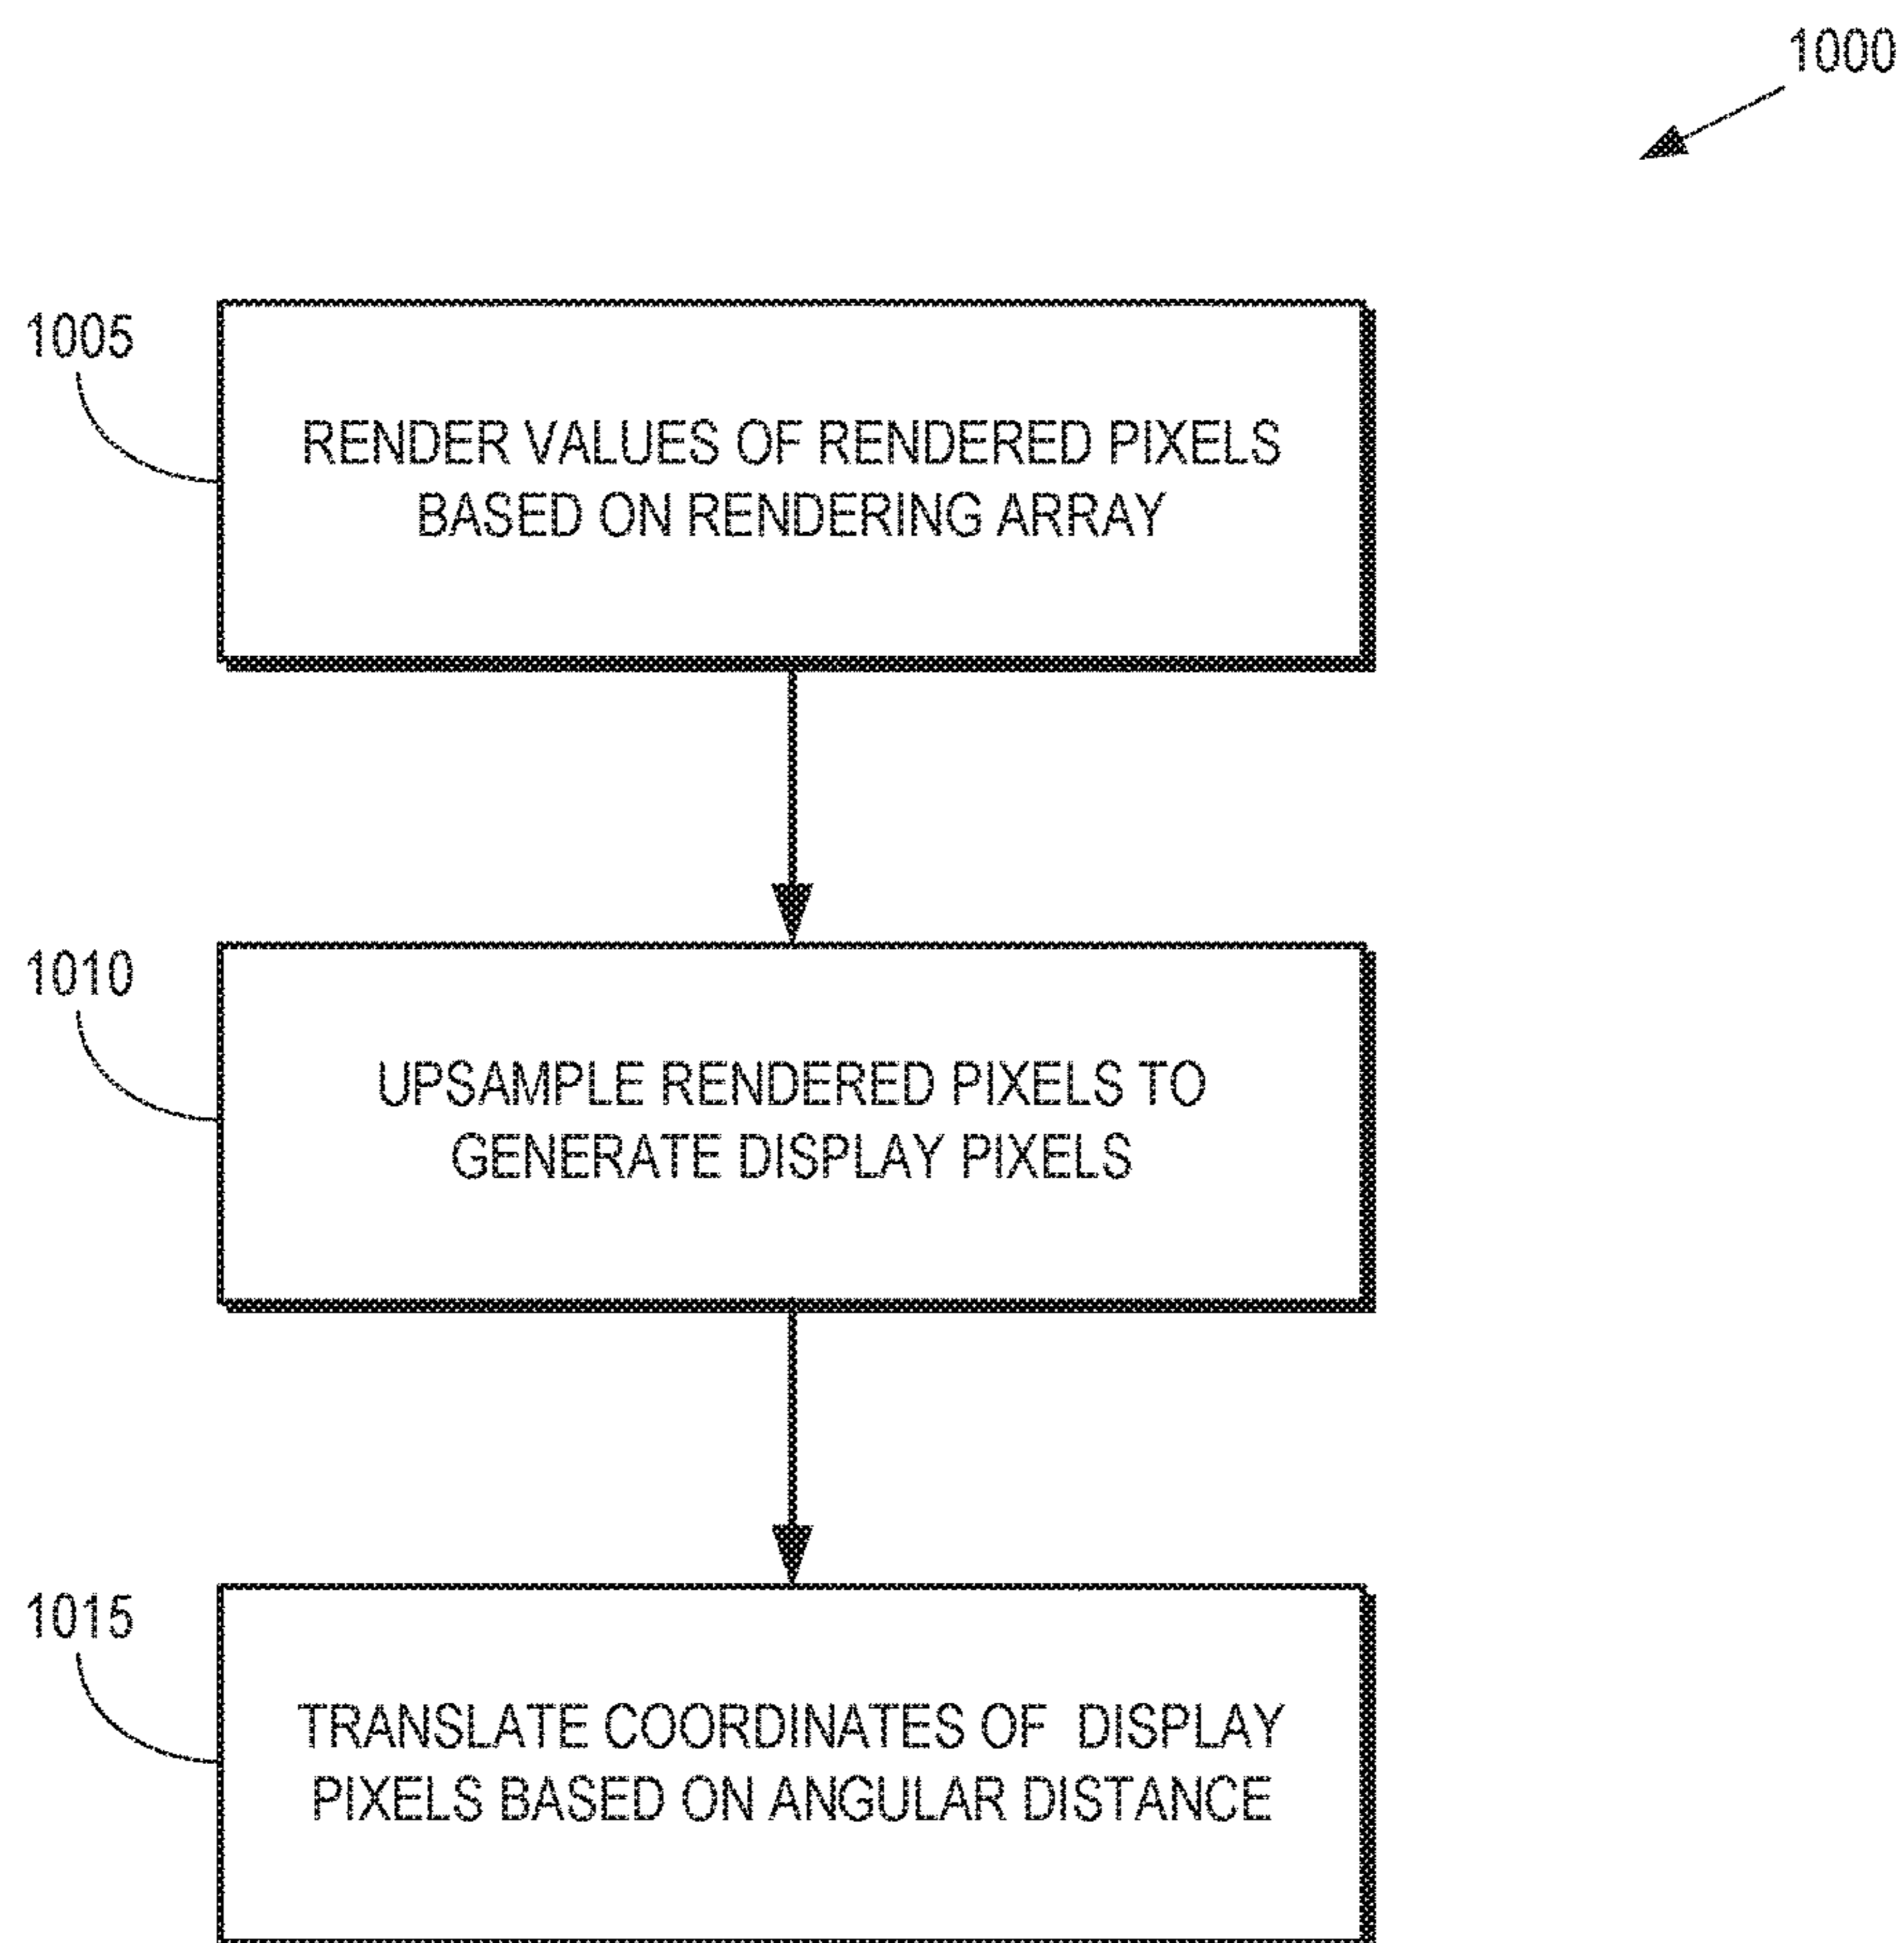 1000
1005
RENDER VALUES OF RENDERED PIXELS
BASED ON RENDERING ARRAY
1010
UPSAMPLE RENDERED PIXELS TO
GENERATE DISPLAY PIXELS
1015
TRANSLATE COORDINATES OF DISPLAY
PIXELS BASED ON ANGULAR DISTANCE